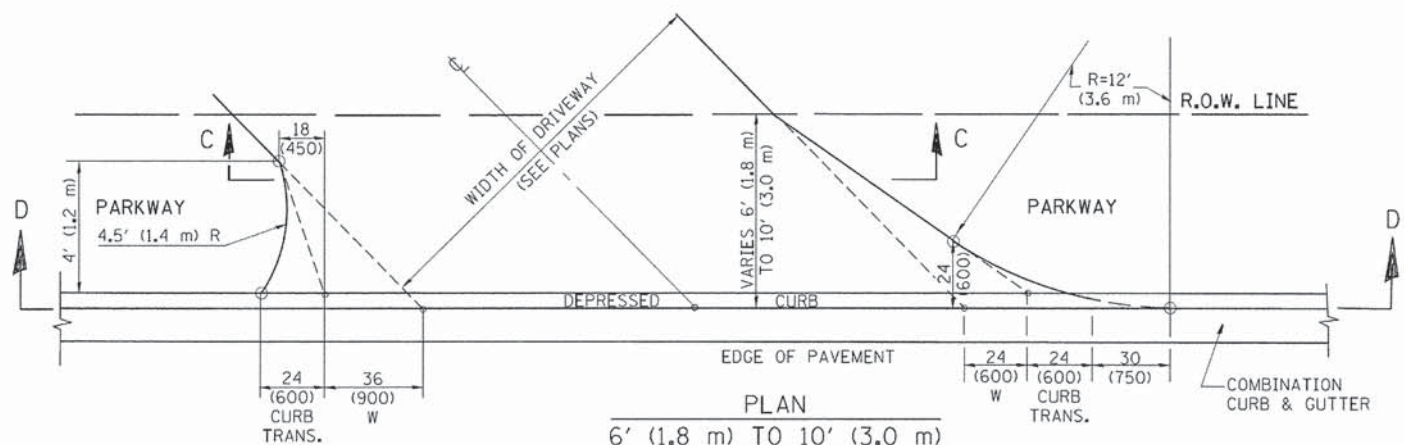 ℄
R=12'
(3.6 m)
R.O.W. LINE
WIDTH OF DRIVEWAY
(SEE PLANS)
C
18
(450)
C
VARIES 6' (1.8 m)
TO 10' (3.0 m)
D
4' (1.2 m)
PARKWAY
4.5' (1.4 m) R
PARKWAY
D
24
(600)
DEPRESSED CURB
EDGE OF PAVEMENT
24
(600)
CURB
TRANS.
36
(900)
W
24
(600)
W
24
(600)
CURB
TRANS.
30
(750)
COMBINATION
CURB & GUTTER
PLAN
6' (1.8 m) TO 10' (3.0 m)